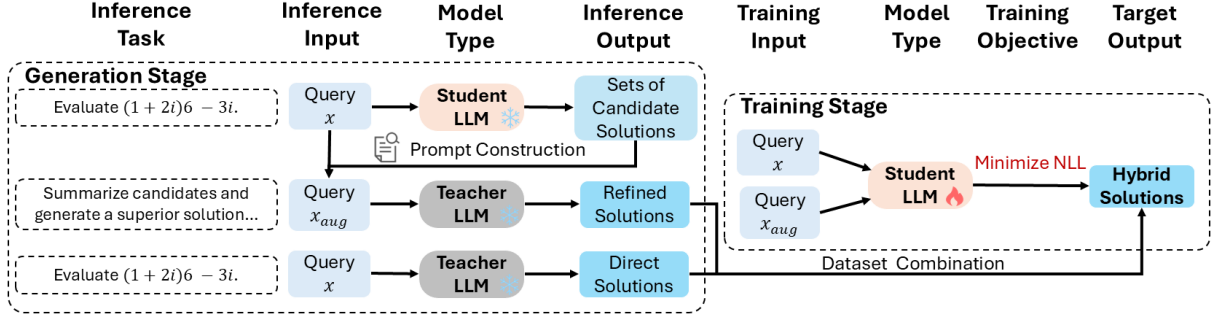 Inference
Task
Inference
Input
Model
Type
Inference
Output
Training
Input
Model
Type
Training
Objective
Target
Output
Generation Stage
Evaluate (1 + 2i)6 − 3i.
Query
x
Student
LLM
Sets of
Candidate
Solutions
Prompt Construction
Summarize candidates and
generate a superior solution...
Query
x_aug
Teacher
LLM
Refined
Solutions
Evaluate (1 + 2i)6 − 3i.
Query
x
Teacher
LLM
Direct
Solutions
Dataset Combination
Training Stage
Query
x
Query
x_aug
Student
LLM
Minimize NLL
Hybrid
Solutions